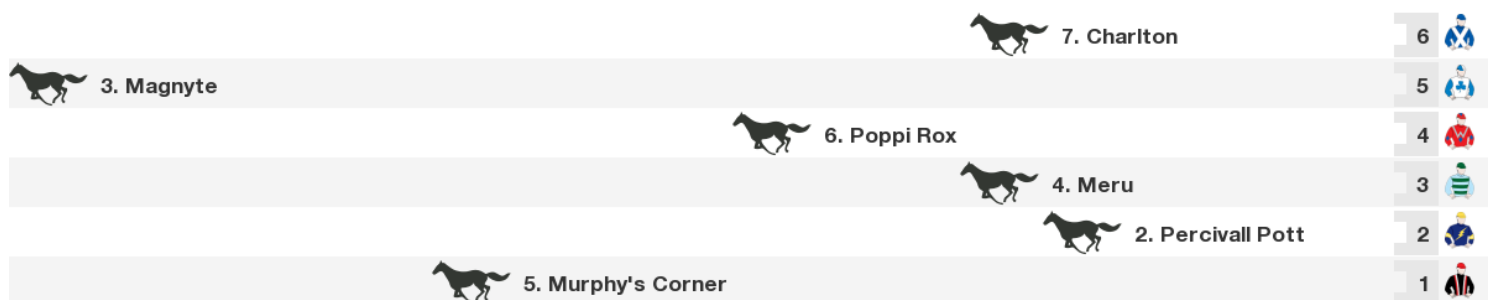 7. Charlton 6
3. Magnyte 5
6. Poppi Rox 4
4. Meru 3
2. Percivall Pott 2
5. Murphy's Corner 1